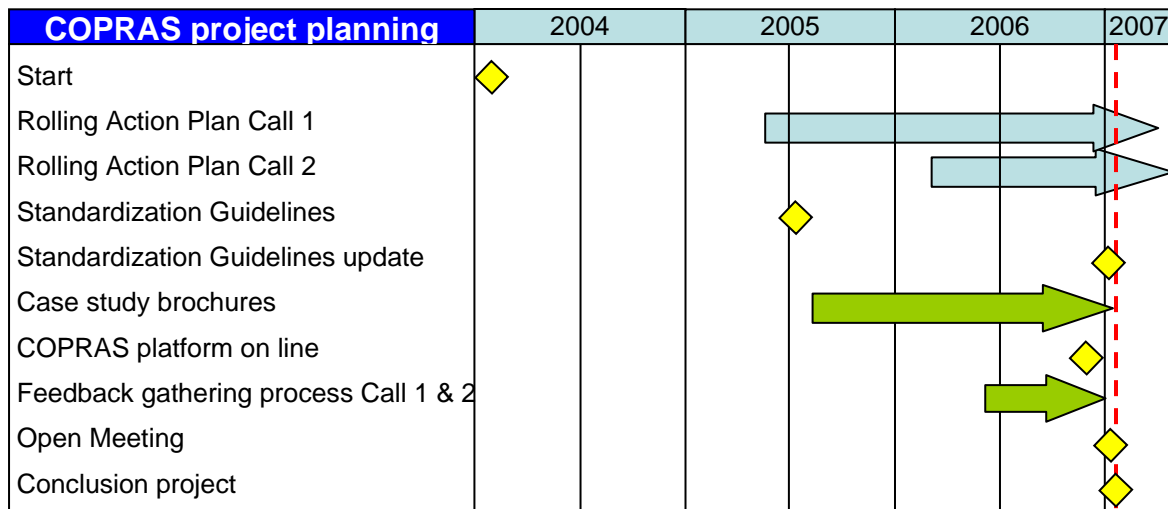 COPRAS project planning 2004 2005 2006 2007
Start
Rolling Action Plan Call 1
Rolling Action Plan Call 2
Standardization Guidelines
Standardization Guidelines update
Case study brochures
COPRAS platform on line
Feedback gathering process Call 1 & 2
Open Meeting
Conclusion project